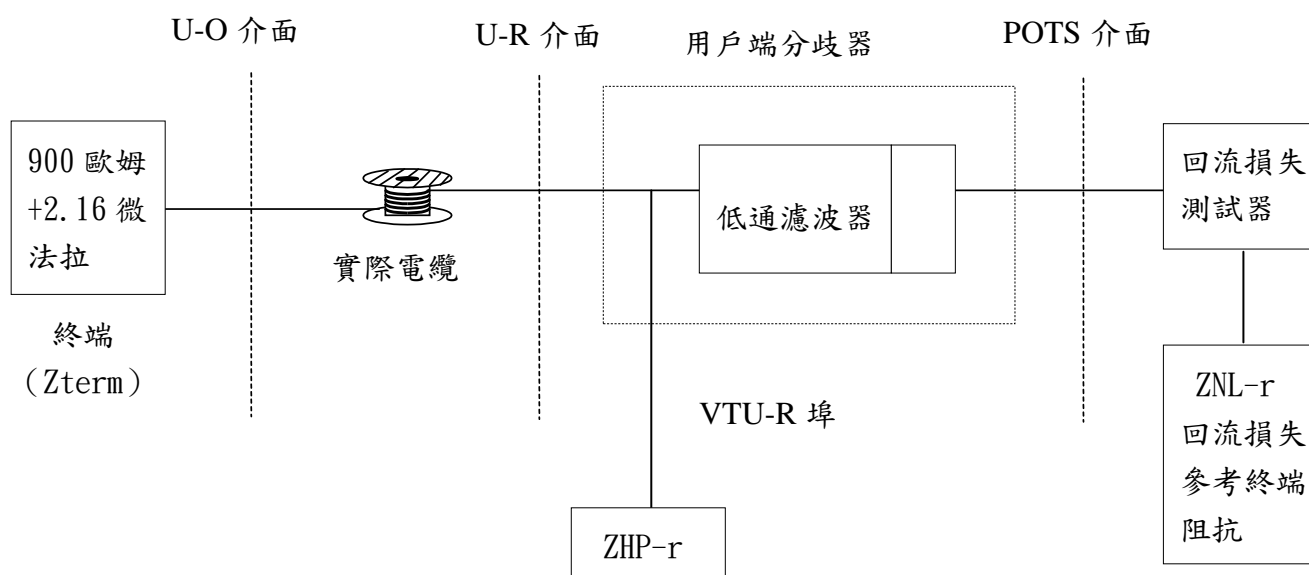 U-O 介面
U-R 介面
用戶端分歧器
POTS 介面
900 歐姆
+2.16 微
法拉
終端
（Zterm）
實際電纜
低通濾波器
回流損失
測試器
VTU-R 埠
ZHP-r
ZNL-r
回流損失
參考終端
阻抗